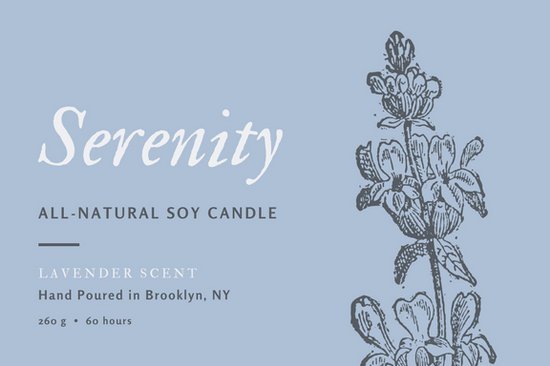 Serenity
ALL-NATURAL SOY CANDLE
LAVENDER SCENT
Hand Poured in Brooklyn, NY
260 g • 60 hours